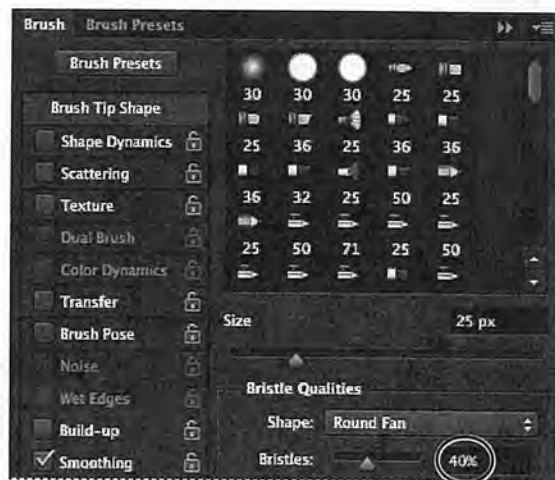 Brush Brush Presets
Brush Presets
Brush Tip Shape
Shape Dynamics
Scattering
Texture
Dual Brush
Color Dynamics
Transfer
Brush Pose
Noise
Wet Edges
Build-up
Smoothing
30 30 30 25 25
25 36 25 36 36
36 32 25 50 25
25 50 71 25 50
Size 25 px
Bristle Qualities
Shape: Round Fan
Bristles: 40%